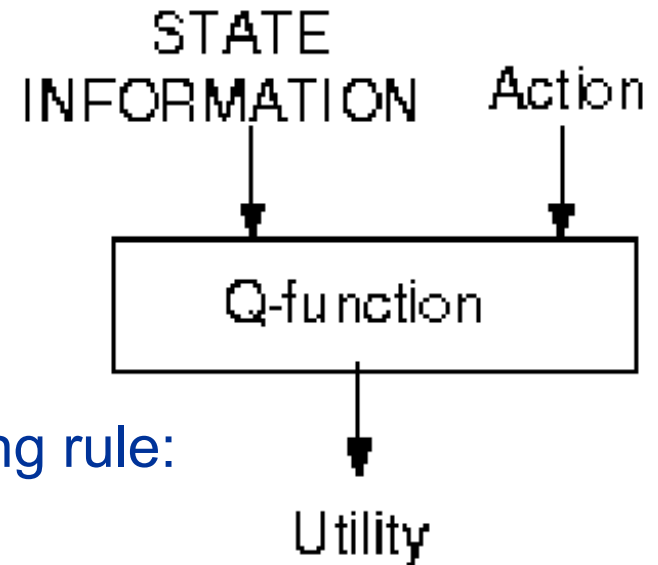 STATE
INFORMATION
Action
Q-function
ng rule:
Utility